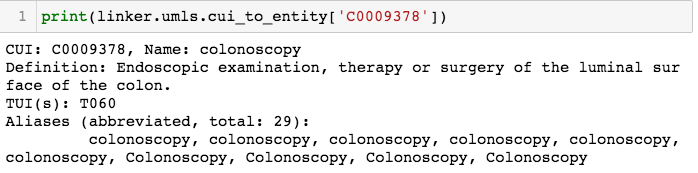 1 print(linker.umls.cui_to_entity['C0009378'])
CUI: C0009378, Name: colonoscopy
Definition: Endoscopic examination, therapy or surgery of the luminal sur
face of the colon.
TUI(s): T060
Aliases (abbreviated, total: 29):
         colonoscopy, colonoscopy, colonoscopy, colonoscopy, colonoscopy,
colonoscopy, Colonoscopy, Colonoscopy, Colonoscopy, Colonoscopy